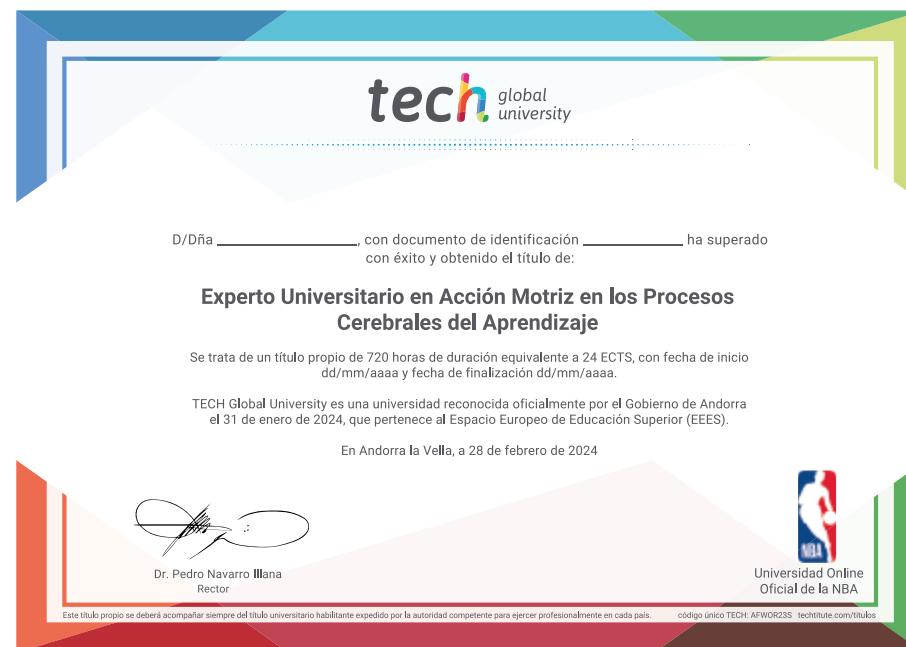 tech global university
D/Dña ______________, con documento de identificación __________ ha superado
con éxito y obtenido el título de:
Experto Universitario en Acción Motriz en los Procesos
Cerebrales del Aprendizaje
Se trata de un título propio de 720 horas de duración equivalente a 24 ECTS, con fecha de inicio
dd/mm/aaaa y fecha de finalización dd/mm/aaaa.
TECH Global University es una universidad reconocida oficialmente por el Gobierno de Andorra
el 31 de enero de 2024, que pertenece al Espacio Europeo de Educación Superior (EEES).
En Andorra la Vella, a 28 de febrero de 2024
NBA
Dr. Pedro Navarro Illana
Rector
Universidad Online
Oficial de la NBA
Este título propio se deberá acompañar siempre del título universitario habilitante expedido por la autoridad competente para ejercer profesionalmente en cada país.
código único TECH: AFWOR23S techtitute.com/titulos